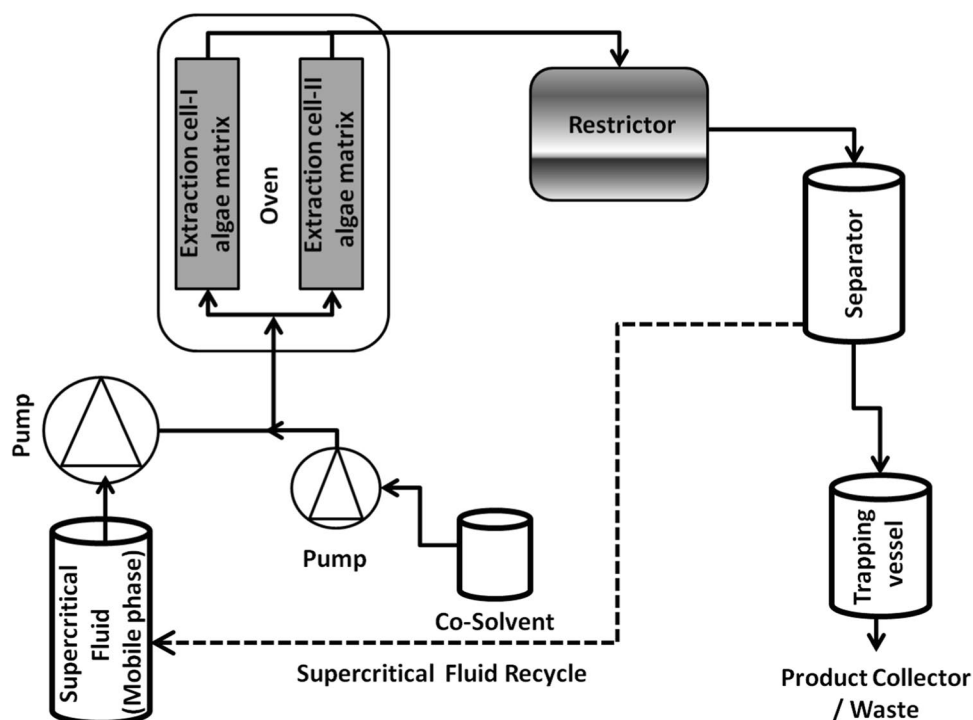 Extraction cell-I
algae matrix
Oven
Extraction cell-II
algae matrix
Restrictor
Separator
Pump
Pump
Co-Solvent
Supercritical
Fluid
(Mobile phase)
Supercritical Fluid Recycle
Trapping
vessel
Product Collector
/ Waste